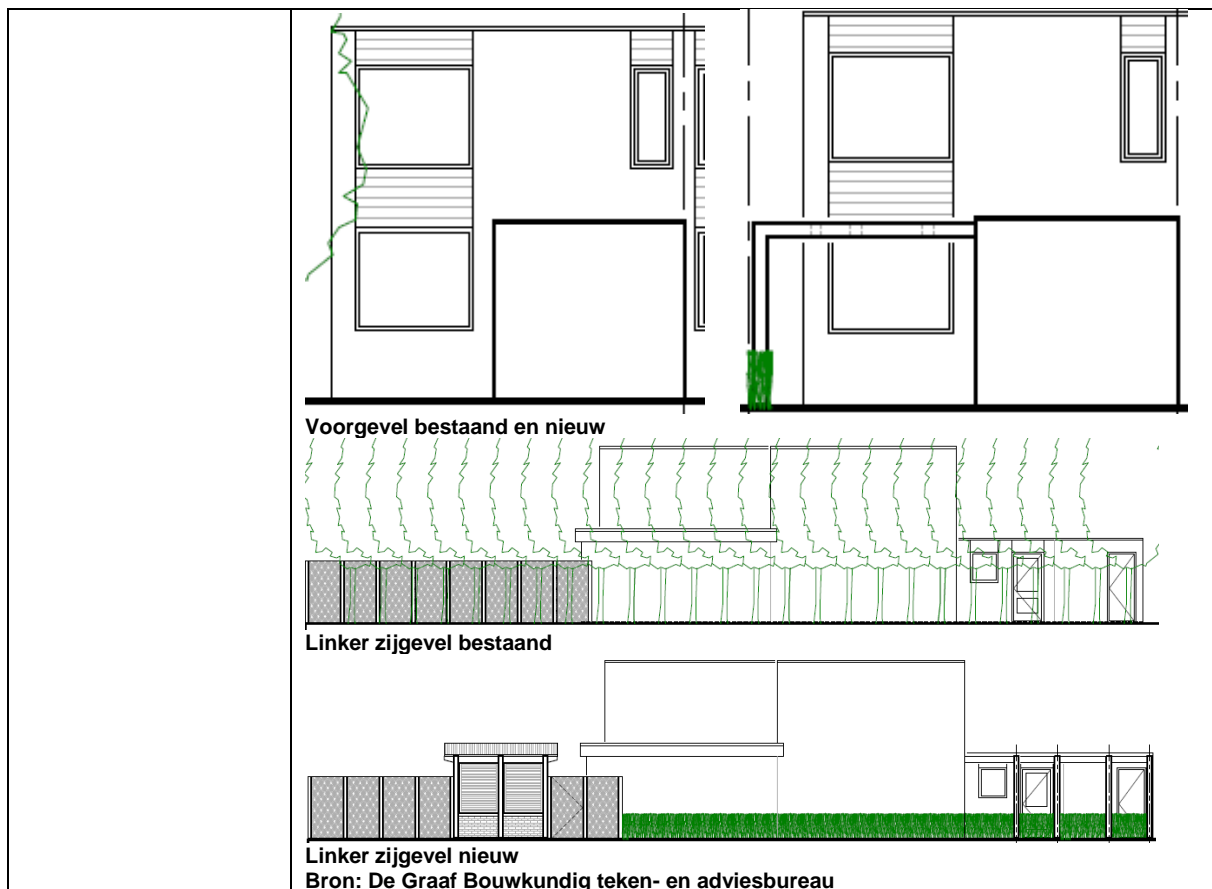 Voorgevel bestaand en nieuw
Linker zijgevel bestaand
Linker zijgevel nieuw
Bron: De Graaf Bouwkundig teken- en adviesbureau